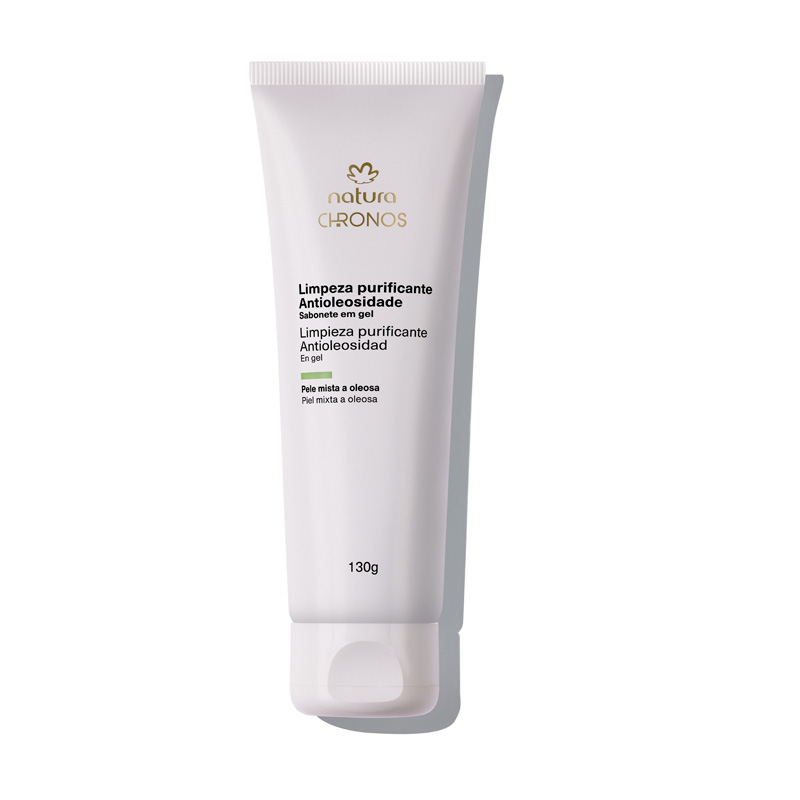 natura
CHRONOS
Limpeza purificante
Antioleosidade
Sabonete em gel
Limpieza purificante
Antioleosidad
En gel
Pele mista a oleosa
Piel mixta a oleosa
130g